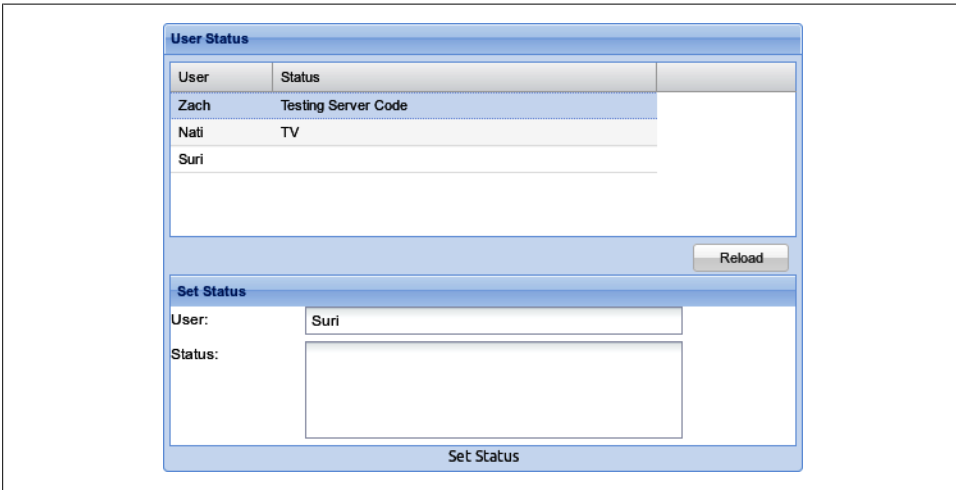 User Status
User Status
Zach Testing Server Code
Nati TV
Suri
Reload
Set Status
User: Suri
Status:
Set Status